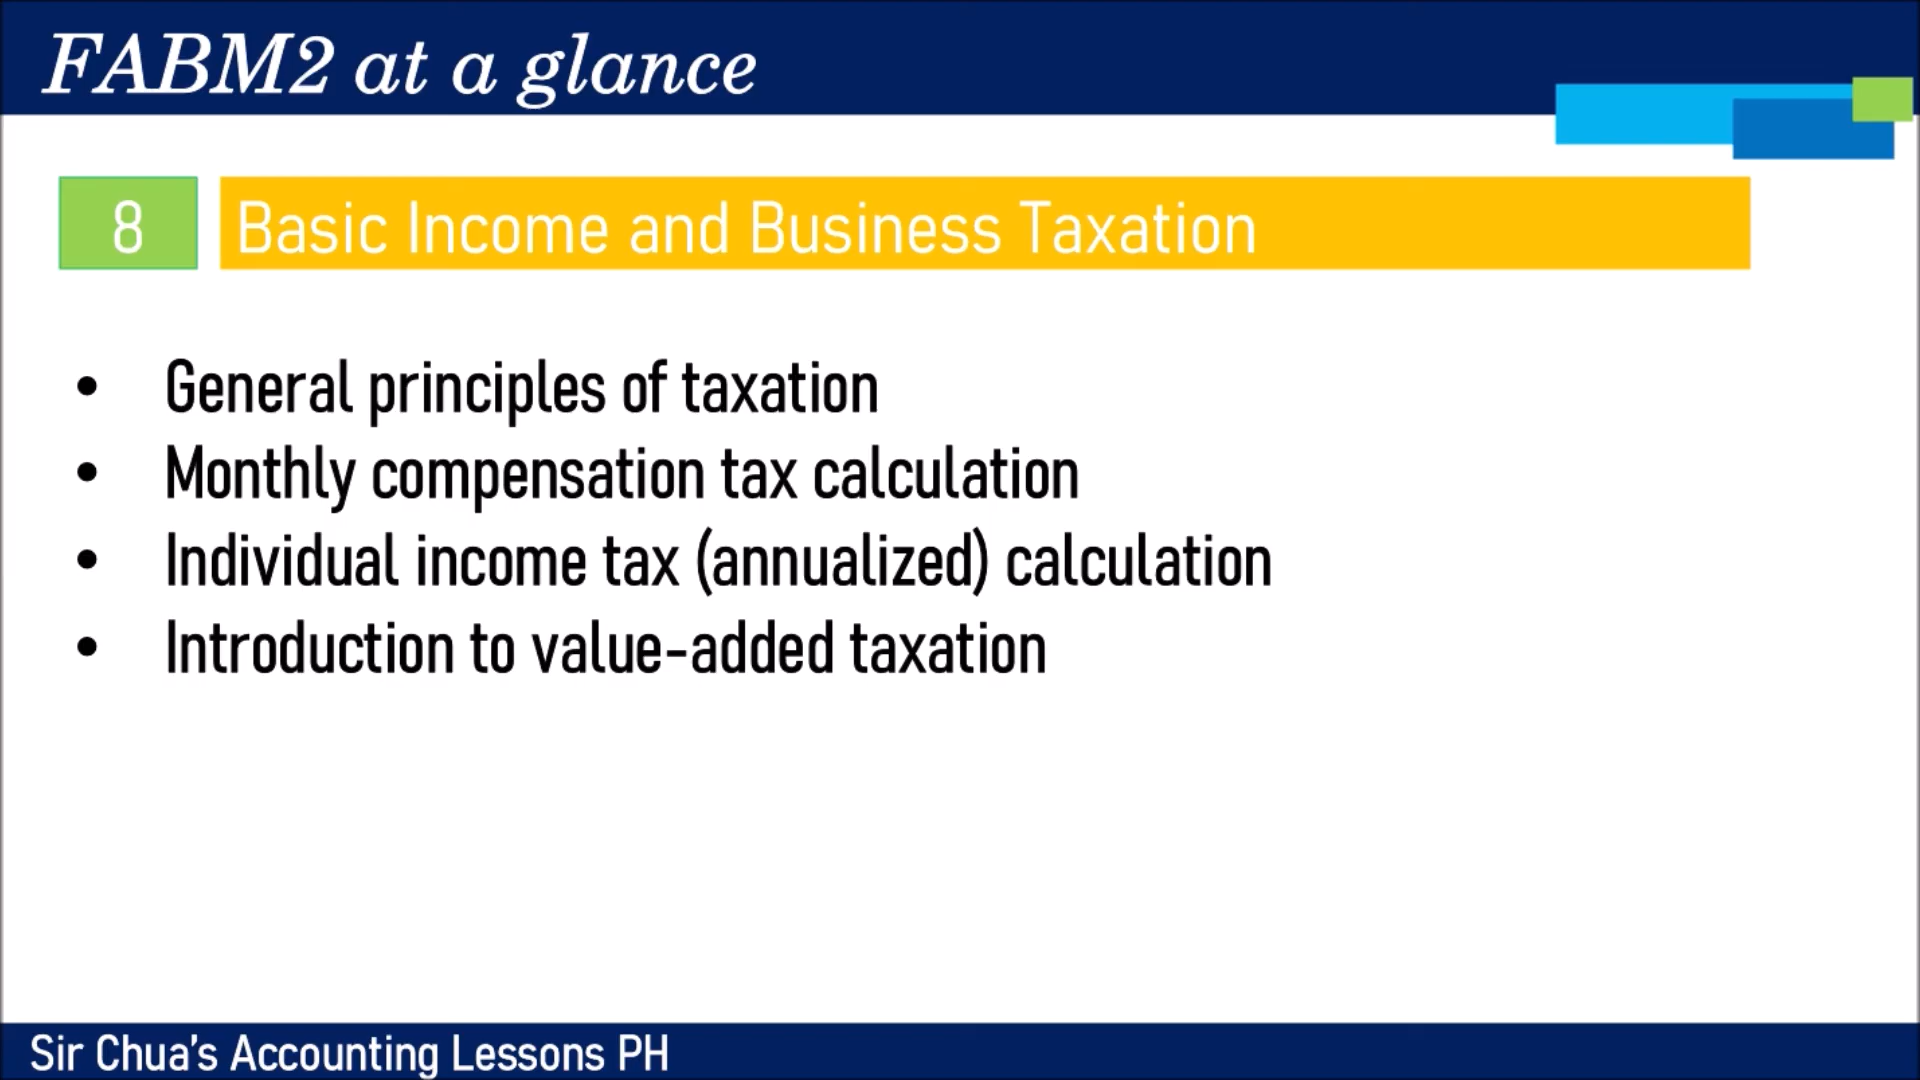 FABM2 at a glance
8 Basic Income and Business Taxation
• General principles of taxation
• Monthly compensation tax calculation
• Individual income tax (annualized) calculation
• Introduction to value-added taxation
Sir Chua's Accounting Lessons PH